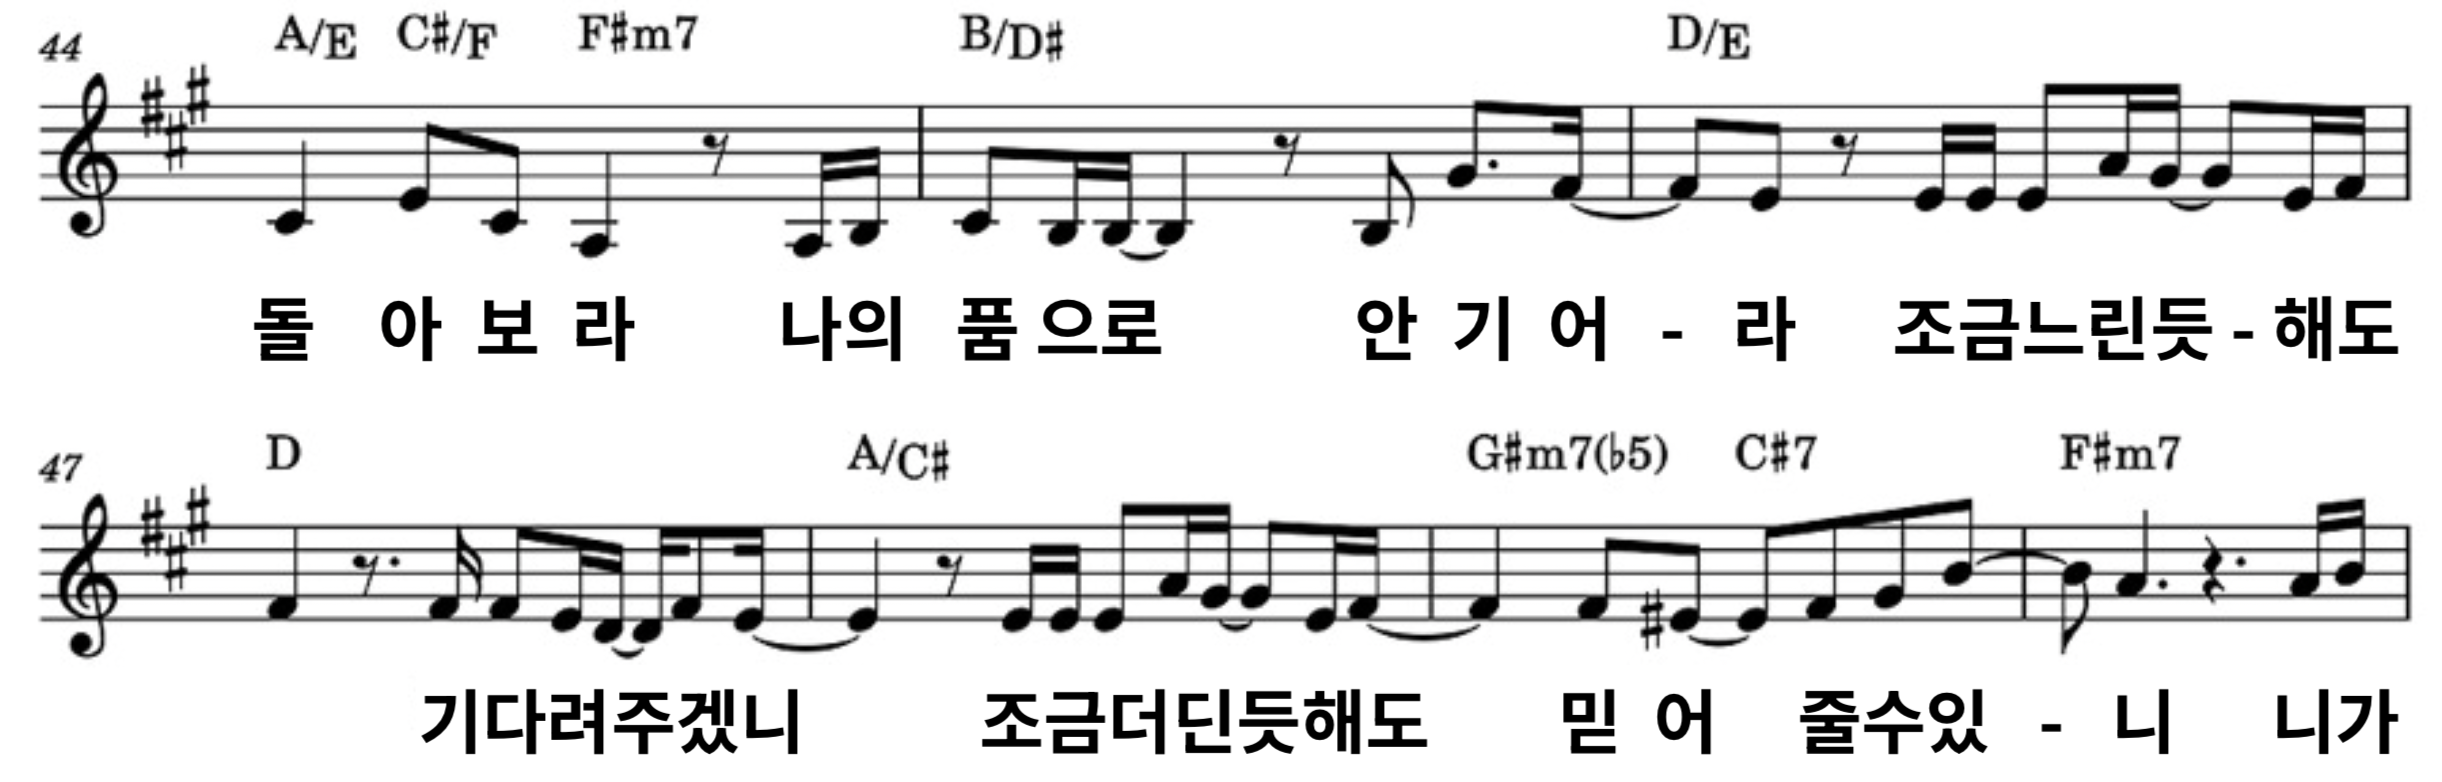 44 A/E C♯/F F♯m7 B/D♯ D/E
돌 아 보 라 나의 품 으로 안 기 어 - 라 조금느린듯 - 해도
47 D A/C♯ G♯m7(♭5) C♯7 F♯m7
기다려주겠니 조금더딘듯해도 믿 어 줄수있 - 니 니가